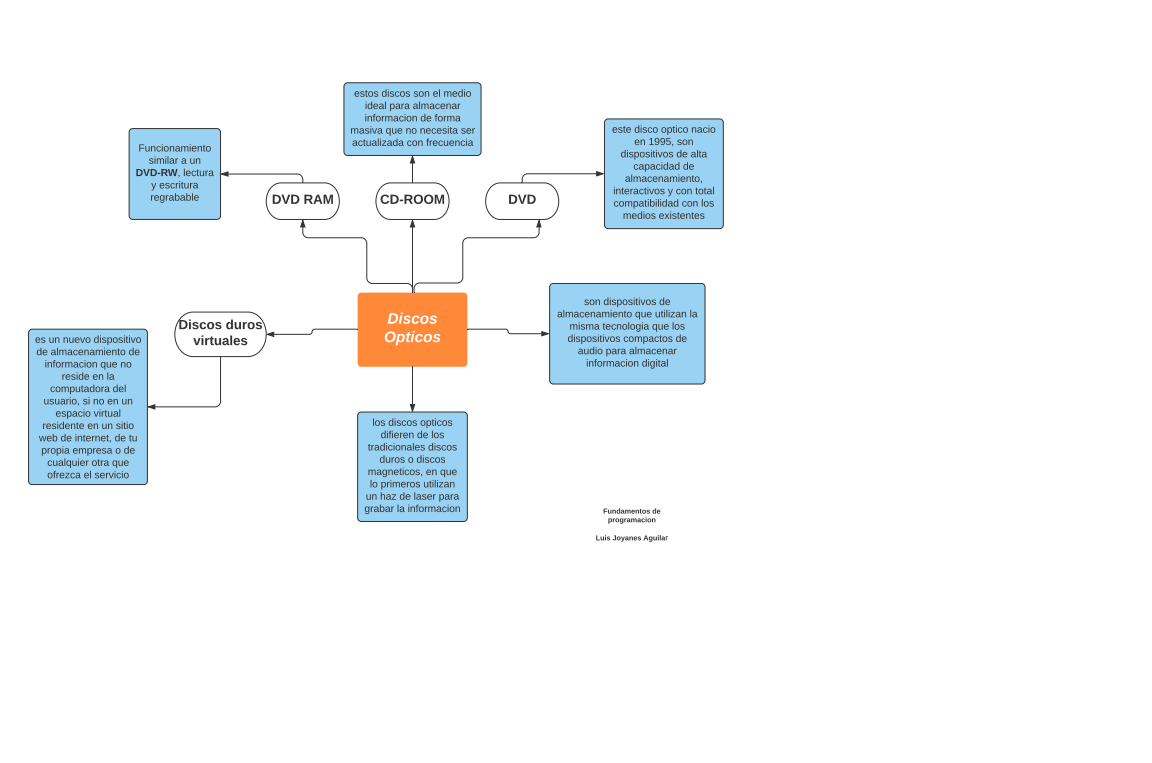 estos discos son el medio
ideal para almacenar
informacion de forma
masiva que no necesita ser
actualizada con frecuencia
este disco optico nacio
en 1995, son
dispositivos de alta
capacidad de
almacenamiento,
interactivos y con total
compatibilidad con los
medios existentes
Funcionamiento
similar a un
DVD-RW, lectura
y escritura
regrabable
DVD RAM
CD-ROOM
DVD
Discos
Opticos
son dispositivos de
almacenamiento que utilizan la
misma tecnologia que los
dispositivos compactos de
audio para almacenar
informacion digital
Discos duros
virtuales
es un nuevo dispositivo
de almacenamiento de
informacion que no
reside en la
computadora del
usuario, si no en un
espacio virtual
residente en un sitio
web de internet, de tu
propia empresa o de
cualquier otra que
ofrezca el servicio
los discos opticos
difieren de los
tradicionales discos
duros o discos
magneticos, en que
lo primeros utilizan
un haz de laser para
grabar la informacion
Fundamentos de
programacion
Luis Joyanes Aguilar